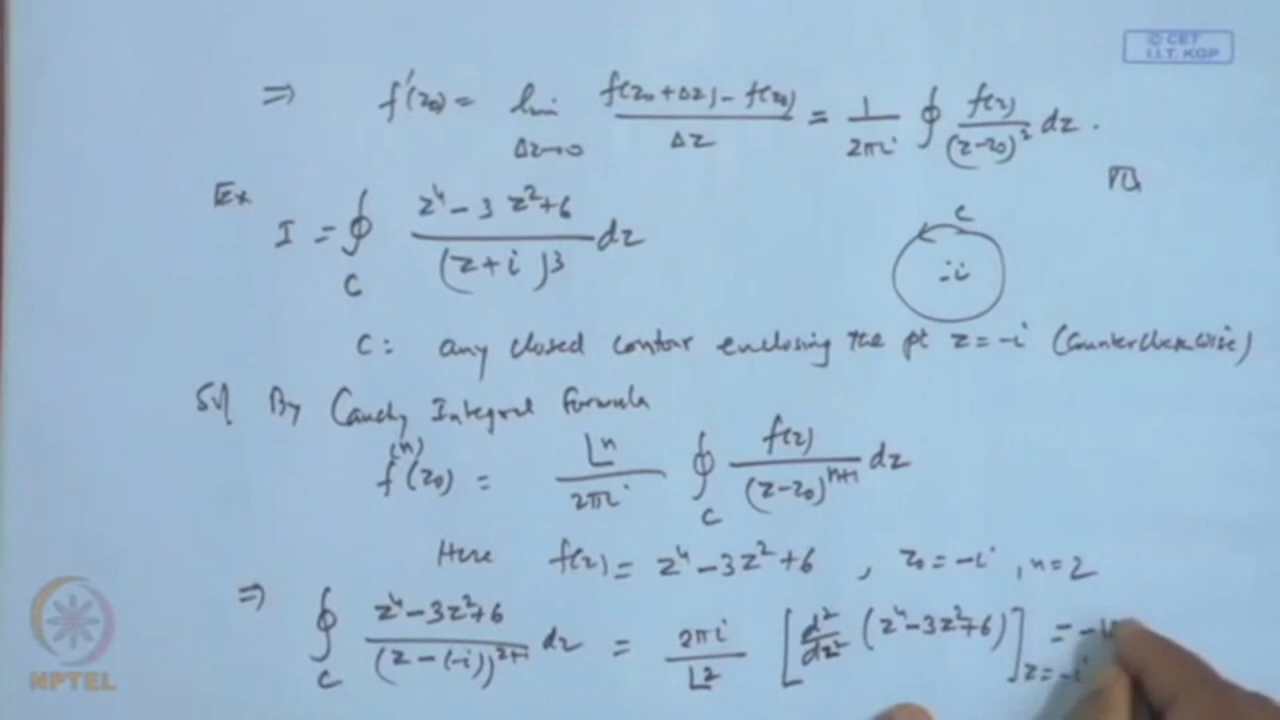 © CET
I.I.T. KGP
⇒ f'(z₀) = lim_{Δz→0} (f(z₀+Δz) - f(z₀))/Δz = 1/(2πi) ∮ f(z)/(z-z₀)² dz.
Ex I = ∮_C (z⁴ - 3z² + 6)/(z+i)³ dz
C
-i
C: any closed contour enclosing the pt z = -i (Counterclockwise)
Sol By Cauchy Integral formula
f^(n)(z₀) = ⌊n/(2πi) ∮_C f(z)/(z-z₀)^(n+1) dz
Here f(z) = z⁴ - 3z² + 6, z₀ = -i, n = 2
⇒ ∮_C (z⁴ - 3z² + 6)/(z-(-i))^(2+1) dz = 2πi/⌊2 [d²/dz² (z⁴ - 3z² + 6)]_{z=-i} = -
NPTEL